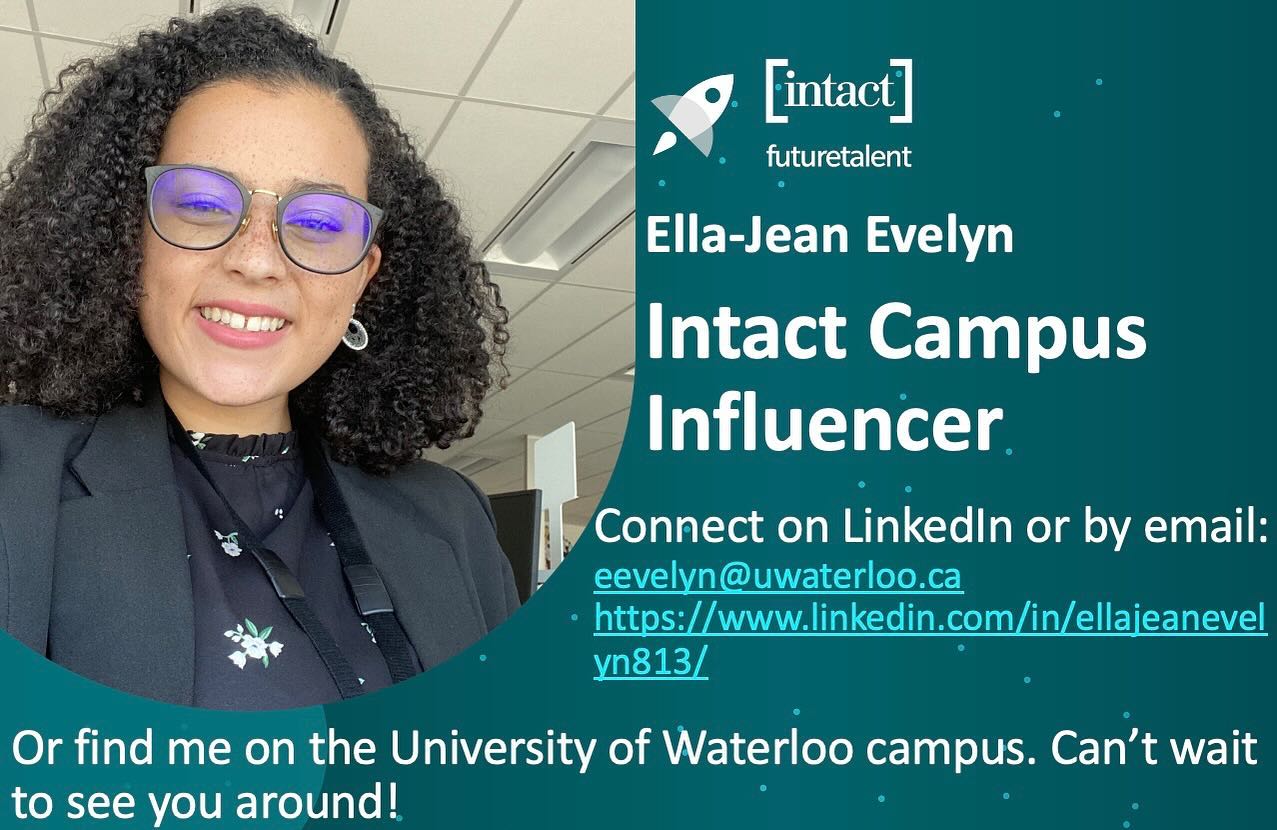 [intact]
futuretalent
Ella-Jean Evelyn
Intact Campus
Influencer
Connect on LinkedIn or by email:
eevelyn@uwaterloo.ca
https://www.linkedin.com/in/ellajeanevel
yn813/
Or find me on the University of Waterloo campus. Can’t wait
to see you around!